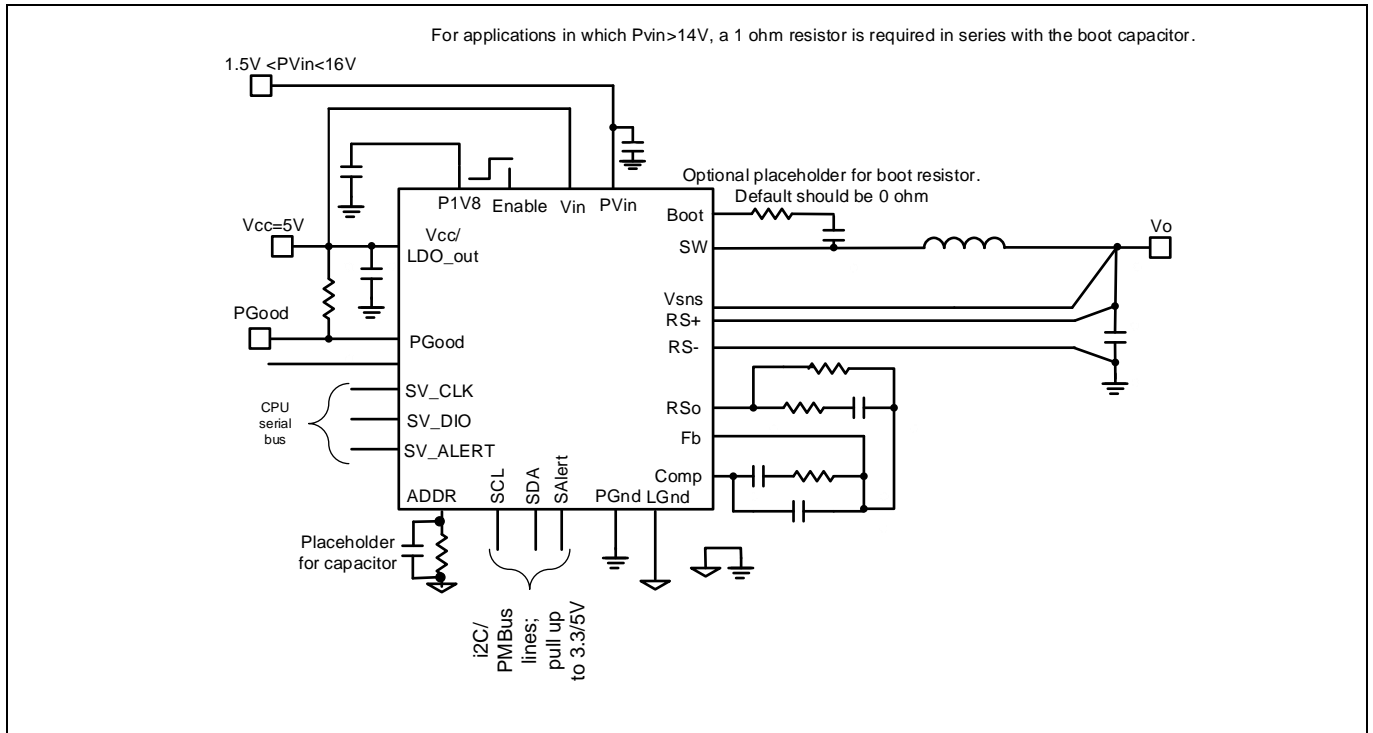 For applications in which Pvin>14V, a 1 ohm resistor is required in series with the boot capacitor.
1.5V <PVin<16V
Optional placeholder for boot resistor.
Default should be 0 ohm
P1V8
Enable
Vin
PVin
Boot
Vcc=5V
Vcc/
LDO_out
SW
Vo
Vsns
RS+
PGood
PGood
RS-
SV_CLK
CPU
serial
bus
SV_DIO
SV_ALERT
RSo
Fb
Comp
ADDR
SCL
SDA
SAlert
PGnd
LGnd
Placeholder
for capacitor
i2C/
PMBus
lines;
pull up
to 3.3/5V